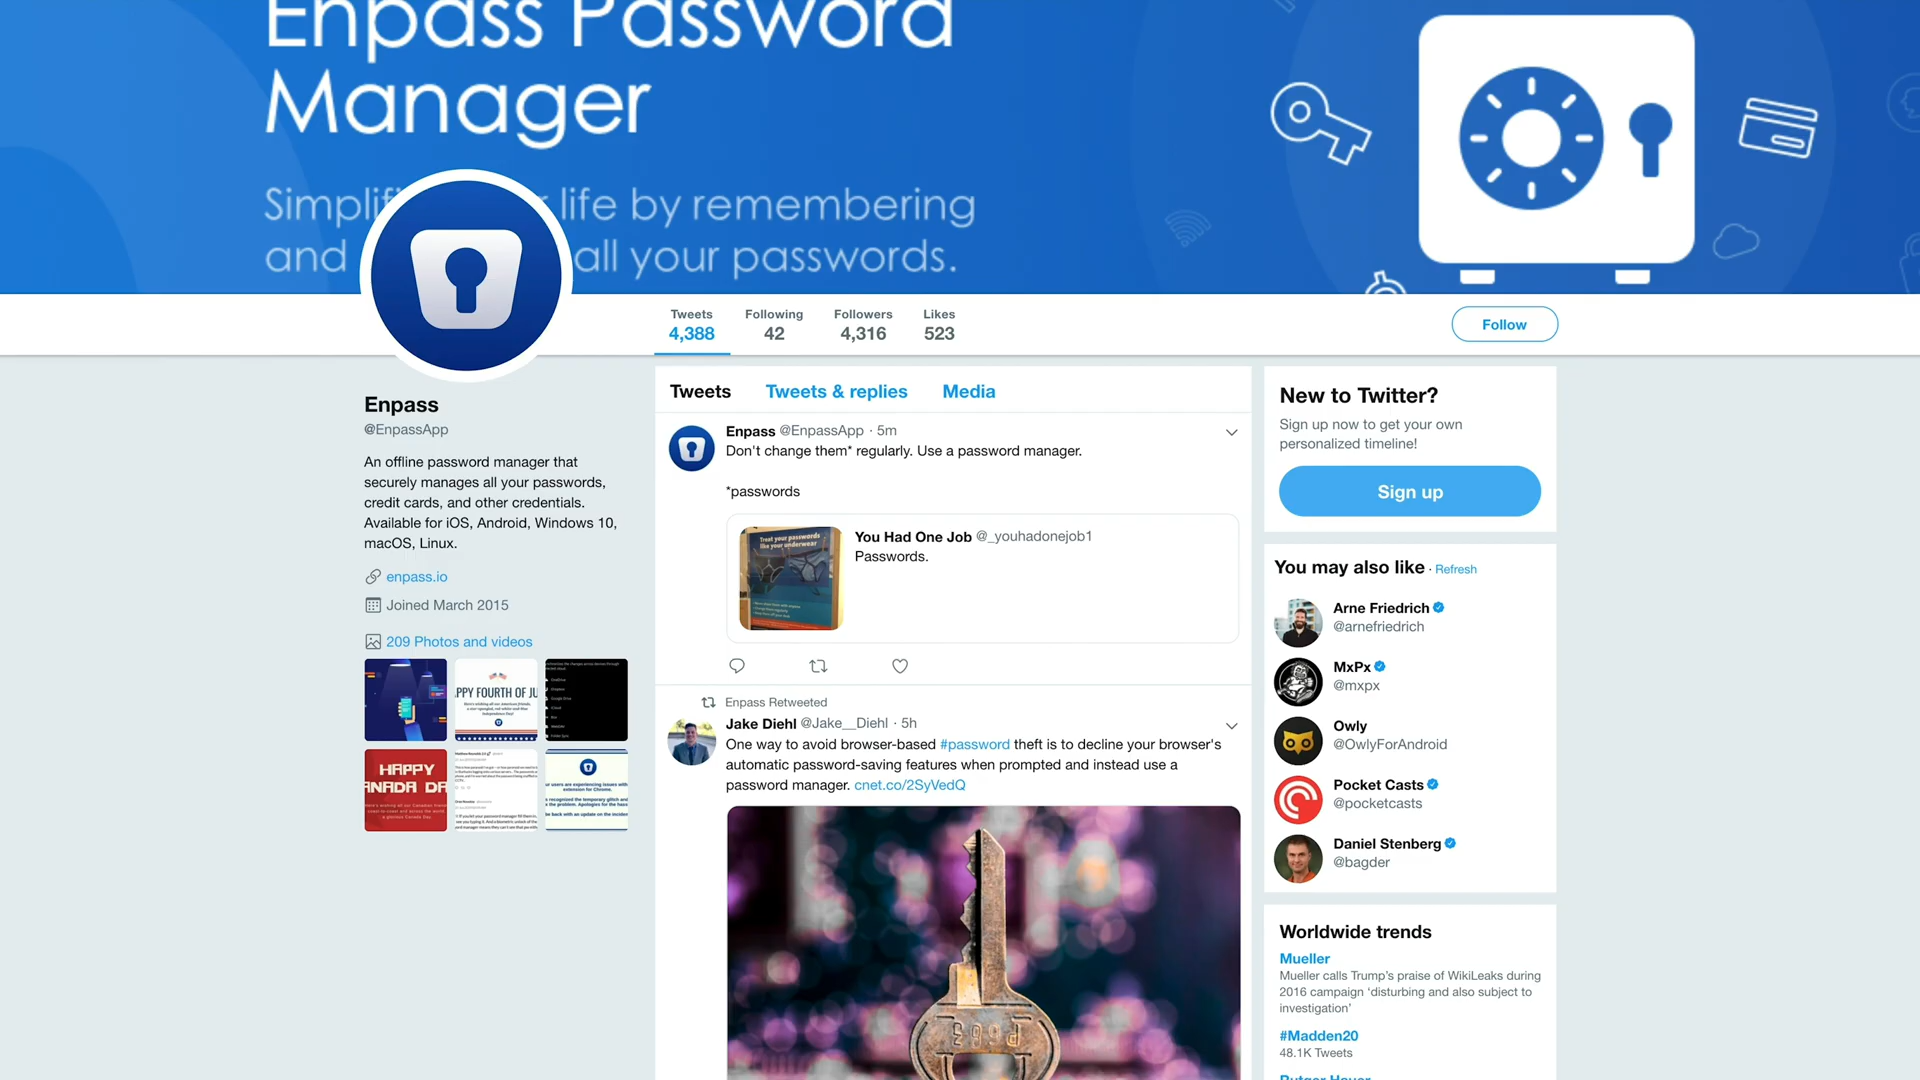 Enpass Password
Manager
life by remembering
and
all your passwords.
Tweets
4,388
Following
42
Followers
4,316
Likes
523
Follow
Enpass
@EnpassApp
An offline password manager that
securely manages all your passwords,
credit cards, and other credentials.
Available for iOS, Android, Windows 10,
macOS, Linux.
enpass.io
Joined March 2015
209 Photos and videos
HAPPY
Tweets
Tweets & replies
Media
Enpass @EnpassApp · 5m
Don't change them* regularly. Use a password manager.
*passwords
Treat your passwords
like your underwear
You Had One Job @_youhadonejob1
Passwords.
Enpass Retweeted
Jake Diehl @Jake__Diehl · 5h
One way to avoid browser-based #password theft is to decline your browser's
automatic password-saving features when prompted and instead use a
password manager. cnet.co/2SyVedQ
New to Twitter?
Sign up now to get your own
personalized timeline!
Sign up
You may also like · Refresh
Arne Friedrich
@arnefriedrich
MxPx
@mxpx
Owly
@OwlyForAndroid
Pocket Casts
@pocketcasts
Daniel Stenberg
@bagder
Worldwide trends
Mueller
Mueller calls Trump's praise of WikiLeaks during
2016 campaign 'disturbing and also subject to
investigation'
#Madden20
48.1K Tweets